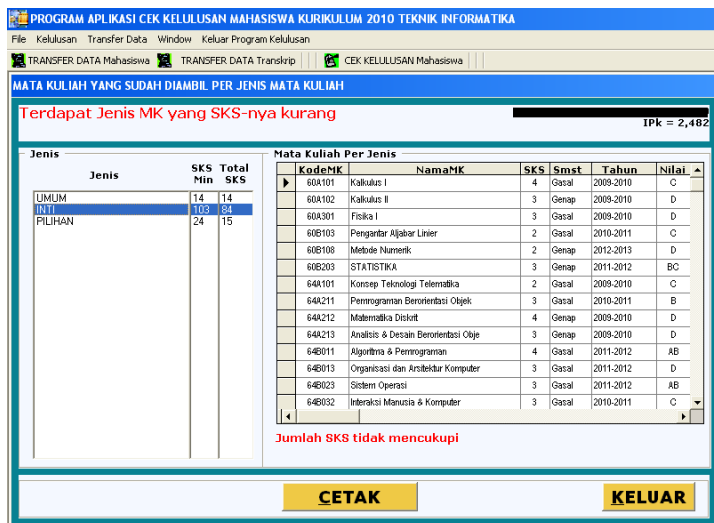 PROGRAM APLIKASI CEK KELULUSAN MAHASISWA KURIKULUM 2010 TEKNIK INFORMATIKA
File Kelulusan Transfer Data Window Keluar Program Kelulusan
TRANSFER DATA Mahasiswa TRANSFER DATA Transkrip CEK KELULUSAN Mahasiswa
MATA KULIAH YANG SUDAH DIAMBIL PER JENIS MATA KULIAH
Terdapat Jenis MK yang SKS-nya kurang
IPk = 2,482
Jenis
Jenis SKS Min Total SKS
UMUM 14 14
INTI 103 84
PILIHAN 24 15
Mata Kuliah Per Jenis
KodeMK NamaMK SKS Smst Tahun Nilai
60A101 Kalkulus I 4 Gasal 2009-2010 C
60A102 Kalkulus II 3 Genap 2009-2010 D
60A301 Fisika I 3 Gasal 2009-2010 D
60B103 Pengantar Aljabar Linier 2 Gasal 2010-2011 C
60B108 Metode Numerik 2 Genap 2012-2013 D
60B203 STATISTIKA 3 Genap 2011-2012 BC
64A101 Konsep Teknologi Telematika 2 Gasal 2009-2010 C
64A211 Pemrograman Berorientasi Objek 3 Gasal 2010-2011 B
64A212 Matematika Diskrit 4 Genap 2009-2010 D
64A213 Analisis & Desain Berorientasi Obje 3 Genap 2009-2010 D
64B011 Algoritma & Pemrograman 4 Gasal 2011-2012 AB
64B013 Organisasi dan Arsitektur Komputer 3 Gasal 2011-2012 D
64B023 Sistem Operasi 3 Gasal 2011-2012 AB
64B032 Interaksi Manusia & Komputer 3 Gasal 2010-2011 C
Jumlah SKS tidak mencukupi
CETAK
KELUAR